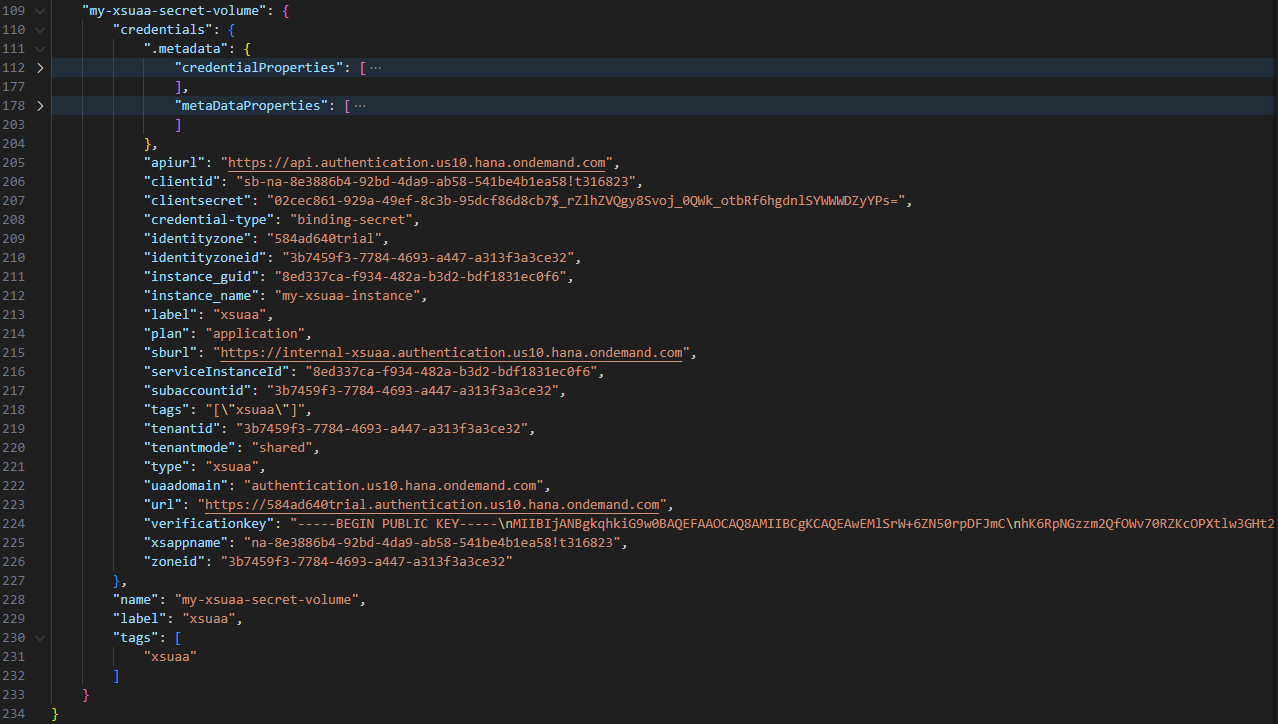 109 "my-xsuaa-secret-volume": {
110 "credentials": {
111 ".metadata": {
112 "credentialProperties": [ ···
177 ],
178 "metaDataProperties": [ ···
203 ]
204 },
205 "apiurl": "https://api.authentication.us10.hana.ondemand.com",
206 "clientid": "sb-na-8e3886b4-92bd-4da9-ab58-541be4b1ea58!t316823",
207 "clientsecret": "02cec861-929a-49ef-8c3b-95dcf86d8cb7$_rZlhZVQgy8Svoj_0QWk_otbRf6hgdnlSYWWWDZyYPs=",
208 "credential-type": "binding-secret",
209 "identityzone": "584ad640trial",
210 "identityzoneid": "3b7459f3-7784-4693-a447-a313f3a3ce32",
211 "instance_guid": "8ed337ca-f934-482a-b3d2-bdf1831ec0f6",
212 "instance_name": "my-xsuaa-instance",
213 "label": "xsuaa",
214 "plan": "application",
215 "sburl": "https://internal-xsuaa.authentication.us10.hana.ondemand.com",
216 "serviceInstanceId": "8ed337ca-f934-482a-b3d2-bdf1831ec0f6",
217 "subaccountid": "3b7459f3-7784-4693-a447-a313f3a3ce32",
218 "tags": "[\"xsuaa\"]",
219 "tenantid": "3b7459f3-7784-4693-a447-a313f3a3ce32",
220 "tenantmode": "shared",
221 "type": "xsuaa",
222 "uaadomain": "authentication.us10.hana.ondemand.com",
223 "url": "https://584ad640trial.authentication.us10.hana.ondemand.com",
224 "verificationkey": "-----BEGIN PUBLIC KEY-----\nMIIBIjANBgkqhkiG9w0BAQEFAAOCAQ8AMIIBCgKCAQEAwEMlSrW+6ZN50rpDFJmC\nhK6RpNGzzm2QfOWv70RZKcOPXtlw3GHt2
225 "xsappname": "na-8e3886b4-92bd-4da9-ab58-541be4b1ea58!t316823",
226 "zoneid": "3b7459f3-7784-4693-a447-a313f3a3ce32"
227 },
228 "name": "my-xsuaa-secret-volume",
229 "label": "xsuaa",
230 "tags": [
231 "xsuaa"
232 ]
233 }
234 }